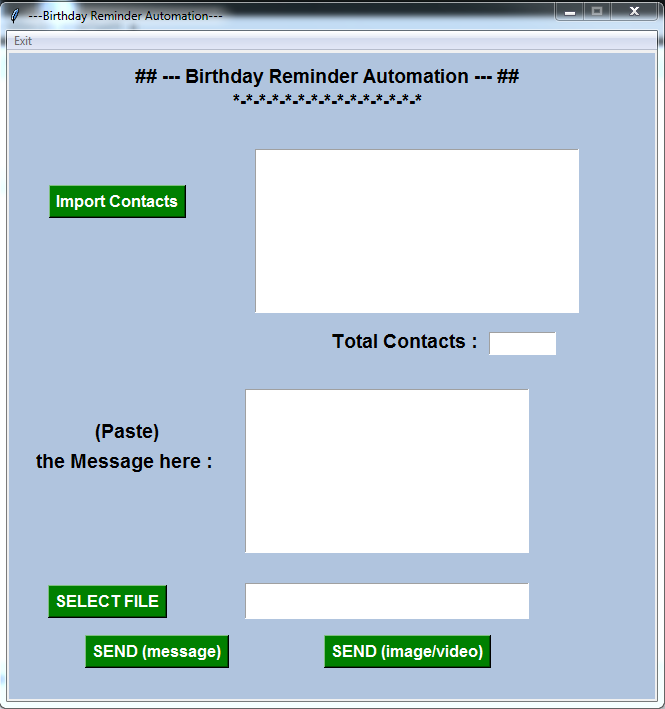 ---Birthday Reminder Automation---
Exit
## --- Birthday Reminder Automation --- ##
*-*-*-*-*-*-*-*-*-*-*-*-*-*-*
Import Contacts
Total Contacts :
(Paste)
the Message here :
SELECT FILE
SEND (message)
SEND (image/video)